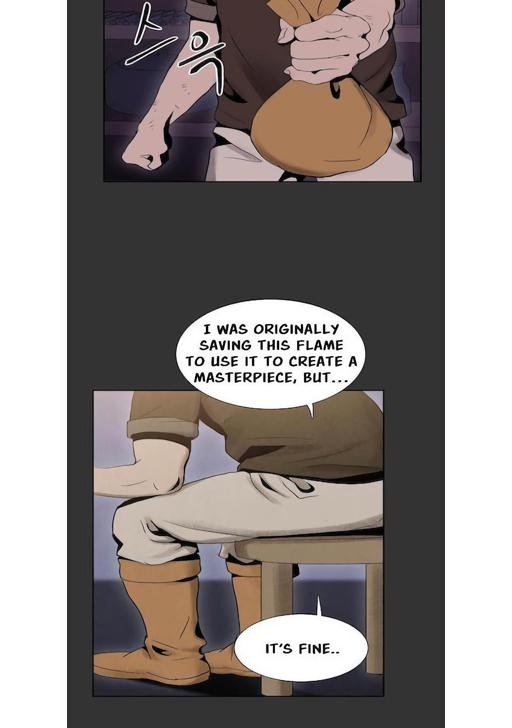 스윽
I WAS ORIGINALLY
SAVING THIS FLAME
TO USE IT TO CREATE A
MASTERPIECE, BUT...
IT'S FINE..